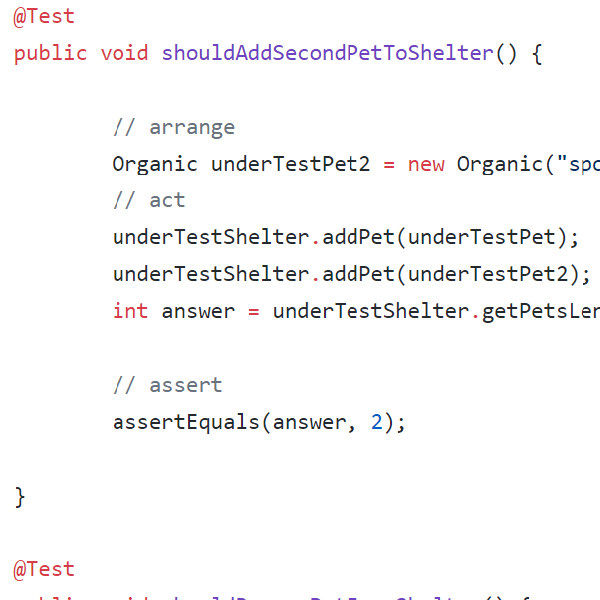 @Test
public void shouldAddSecondPetToShelter() {
// arrange
Organic underTestPet2 = new Organic("spo
// act
underTestShelter.addPet(underTestPet);
underTestShelter.addPet(underTestPet2);
int answer = underTestShelter.getPetsLen
// assert
assertEquals(answer, 2);
}
@Test